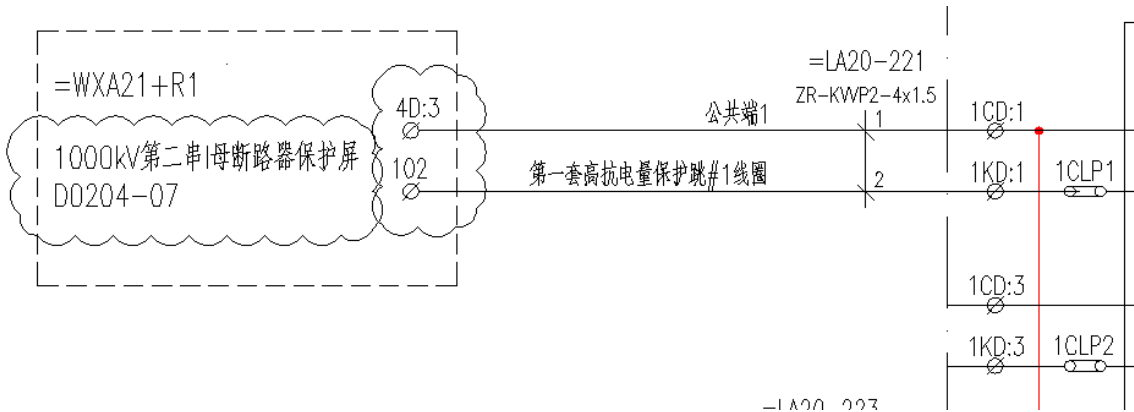 =LA20-221
=WXA21+R1
ZR-KWP2-4x1.5
4D:3
公共端1
1
1CD:1
1000kV第二串I母断路器保护屏
102
第一套高抗电量保护跳#1线圈
2
1KD:1
1CLP1
D0204-07
1CD:3
1KD:3
1CLP2
=LA20-223